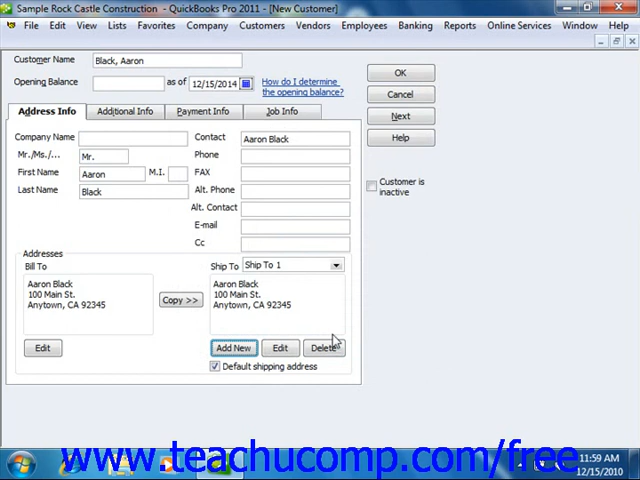 Sample Rock Castle Construction - QuickBooks Pro 2011 - [New Customer]
File Edit View Lists Favorites Company Customers Vendors Employees Banking Reports Online Services Window
Customer Name Black, Aaron
Opening Balance as of 12/15/2014 How do I determine
the opening balance?
OK
Cancel
Next
Help
Address Info Additional Info Payment Info Job Info
Company Name Contact Aaron Black
Mr./Ms./... Mr. Phone
First Name Aaron M.I. FAX
Last Name Black Alt. Phone
Customer is
inactive
Alt. Contact
E-mail
Cc
Addresses
Bill To Ship To Ship To 1
Aaron Black
100 Main St.
Anytown, CA 92345
Copy >>
Aaron Black
100 Main St.
Anytown, CA 92345
Edit Add New Edit Delete
Default shipping address
www.teachucomp.com/free
11:59 AM
12/15/2010